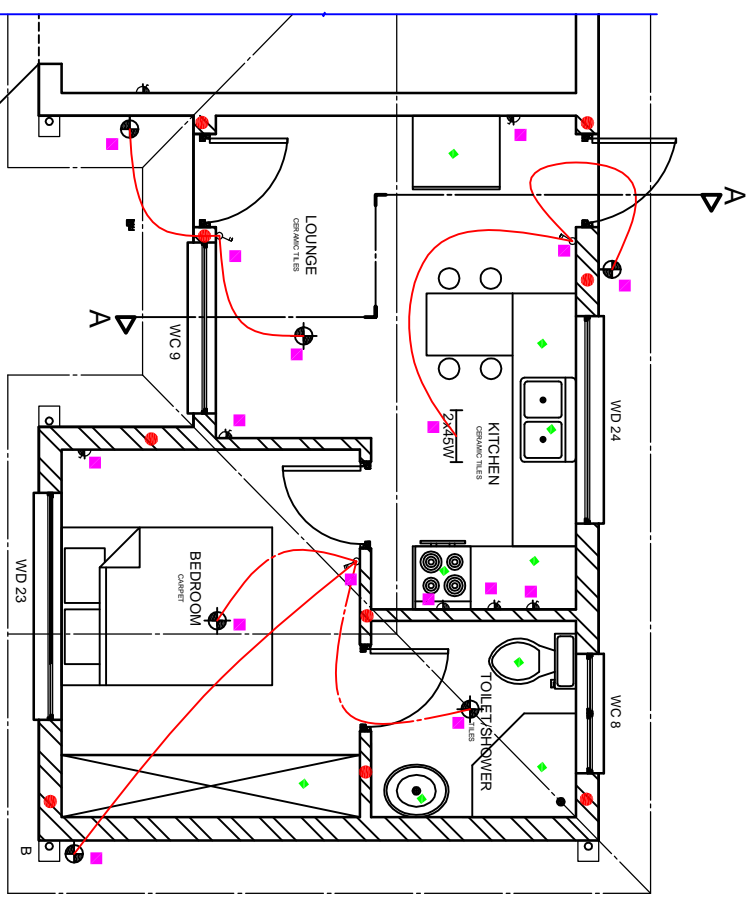 A
LOUNGE
CERAMIC TILES
A
WC 9
WD 24
KITCHEN
CERAMIC TILES
2x45W
BEDROOM
CARPET
WD 23
TOILET/SHOWER
TILES
WC 8
B